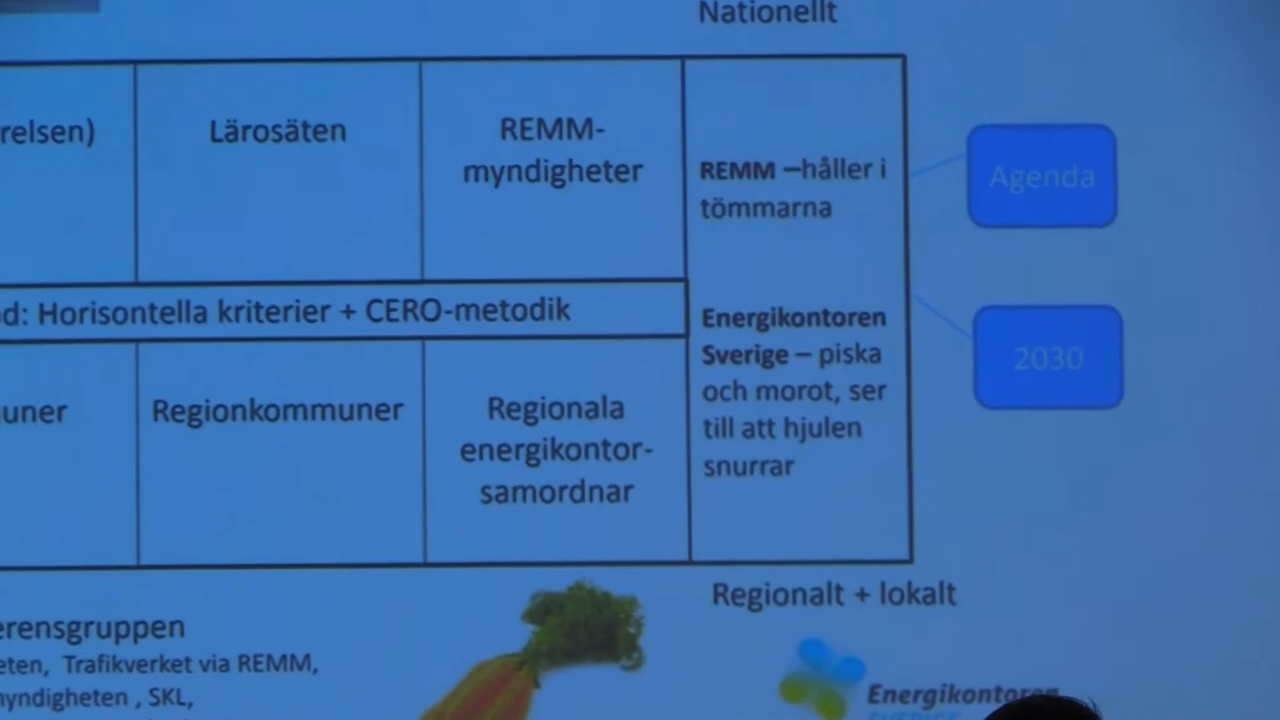 Nationellt
relsen)
Lärosäten
REMM-
myndigheter
REMM –håller i
tömmarna
Agenda
d: Horisontella kriterier + CERO-metodik
Energikontoren
Sverige – piska
och morot, ser
till att hjulen
snurrar
2030
uner
Regionkommuner
Regionala
energikontor-
samordnar
Regionalt + lokalt
erensgruppen
eten, Trafikverket via REMM,
myndigheten , SKL,
Energikontoren
SVERIGE